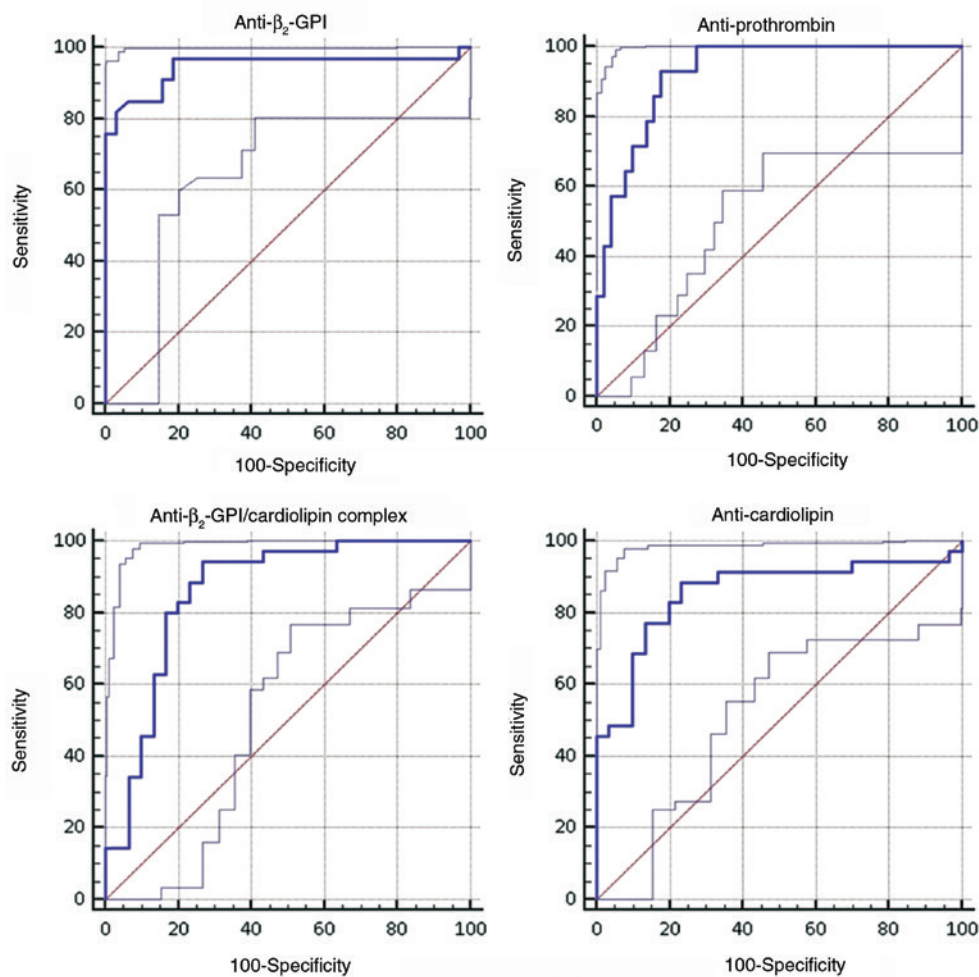 Anti-β₂-GPI
100
80
60
40
20
0
Sensitivity
0 20 40 60 80 100
100-Specificity
Anti-prothrombin
100
80
60
40
20
0
Sensitivity
0 20 40 60 80 100
100-Specificity
Anti-β₂-GPI/cardiolipin complex
100
80
60
40
20
0
Sensitivity
0 20 40 60 80 100
100-Specificity
Anti-cardiolipin
100
80
60
40
20
0
Sensitivity
0 20 40 60 80 100
100-Specificity